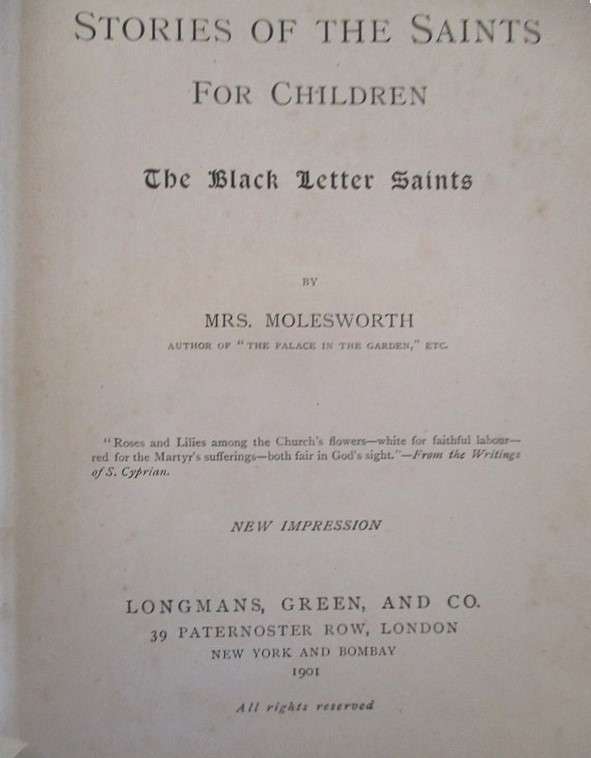 STORIES OF THE SAINTS
FOR CHILDREN
The Black Letter Saints
BY
MRS. MOLESWORTH
AUTHOR OF "THE PALACE IN THE GARDEN," ETC.
"Roses and Lilies among the Church's flowers—white for faithful labour—
red for the Martyr's sufferings—both fair in God's sight."—From the Writings
of S. Cyprian.
NEW IMPRESSION
LONGMANS, GREEN, AND CO.
39 PATERNOSTER ROW, LONDON
NEW YORK AND BOMBAY
1901
All rights reserved